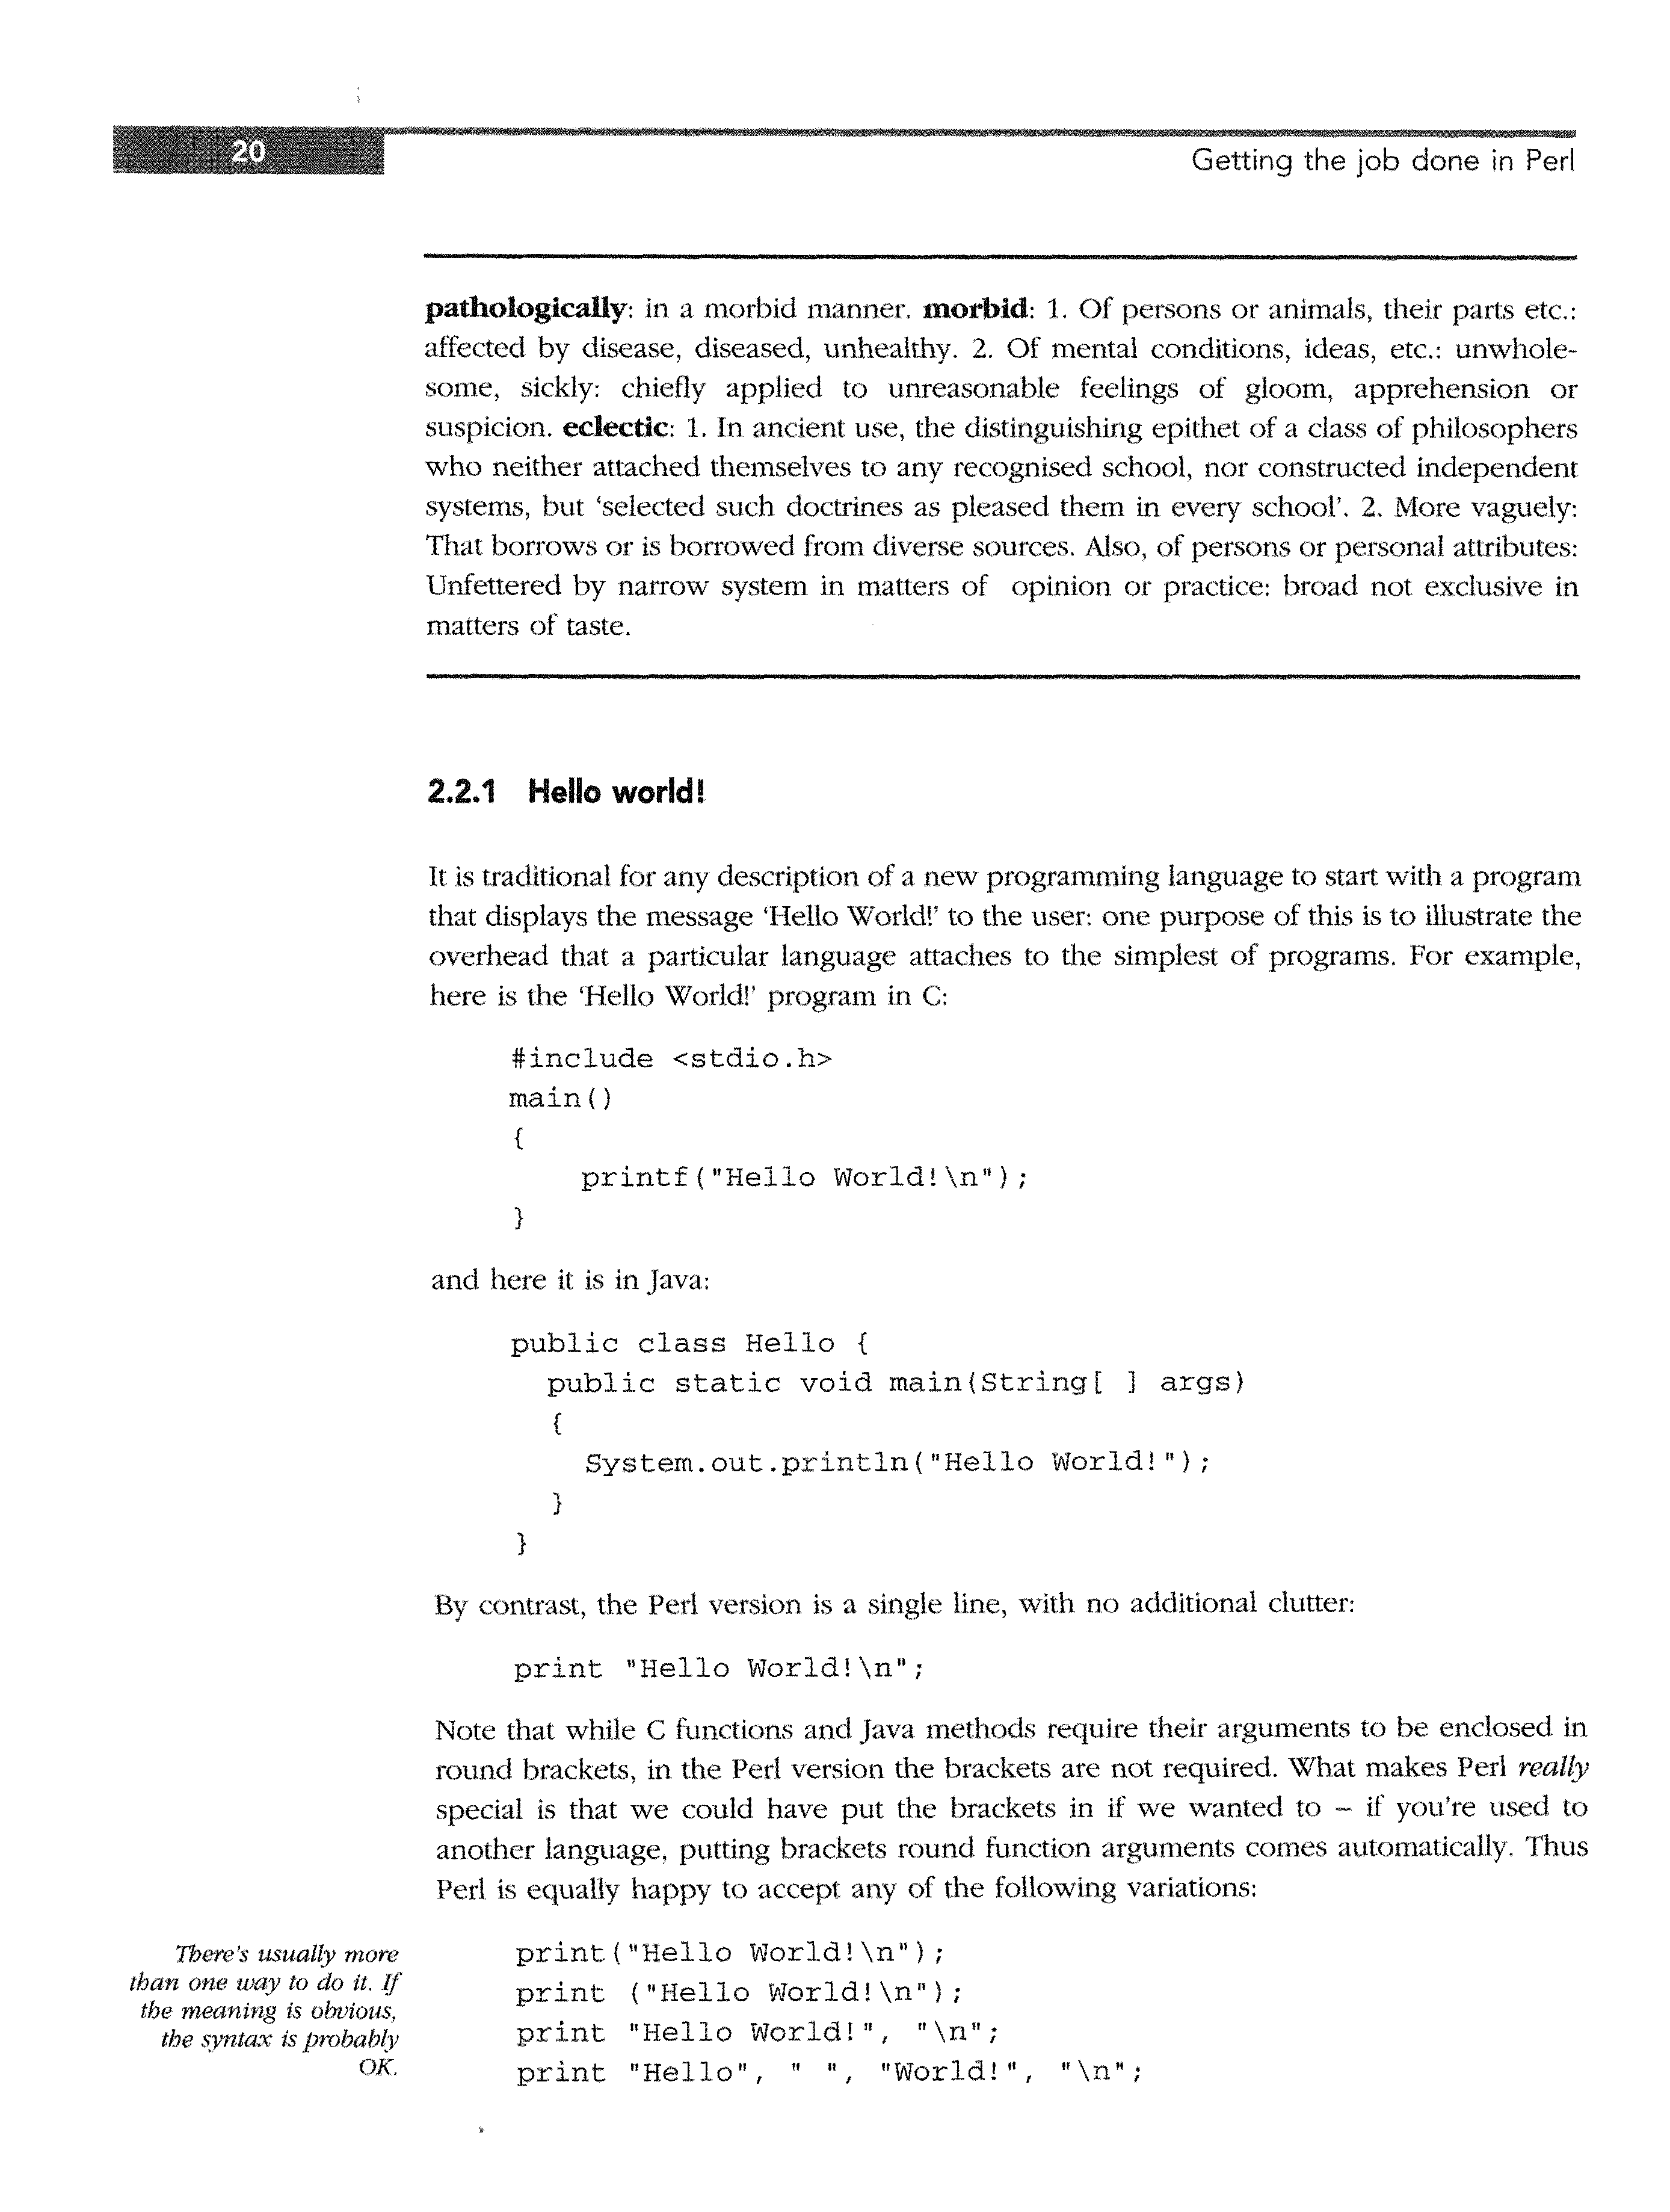 20
Getting the job done in Perl
pathologically: in a morbid manner. morbid: 1. Of persons or animals, their parts etc.:
affected by disease, diseased, unhealthy. 2. Of mental conditions, ideas, etc.: unwhole-
some, sickly: chiefly applied to unreasonable feelings of gloom, apprehension or
suspicion. eclectic: 1. In ancient use, the distinguishing epithet of a class of philosophers
who neither attached themselves to any recognised school, nor constructed independent
systems, but ‘selected such doctrines as pleased them in every school’. 2. More vaguely:
That borrows or is borrowed from diverse sources. Also, of persons or personal attributes:
Unfettered by narrow system in matters of opinion or practice: broad not exclusive in
matters of taste.
2.2.1 Hello world!
It is traditional for any description of a new programming language to start with a program
that displays the message ‘Hello World!’ to the user: one purpose of this is to illustrate the
overhead that a particular language attaches to the simplest of programs. For example,
here is the ‘Hello World!’ program in C:
#include <stdio.h>
main()
{
printf("Hello World!\n");
}
and here it is in Java:
public class Hello {
public static void main(String[ ] args)
{
System.out.println("Hello World!");
}
}
By contrast, the Perl version is a single line, with no additional clutter:
print "Hello World!\n";
Note that while C functions and Java methods require their arguments to be enclosed in
round brackets, in the Perl version the brackets are not required. What makes Perl really
special is that we could have put the brackets in if we wanted to – if you're used to
another language, putting brackets round function arguments comes automatically. Thus
Perl is equally happy to accept any of the following variations:
There's usually more
than one way to do it. If
the meaning is obvious,
the syntax is probably
OK.
print("Hello World!\n");
print ("Hello World!\n");
print "Hello World!", "\n";
print "Hello", " ", "World!", "\n";